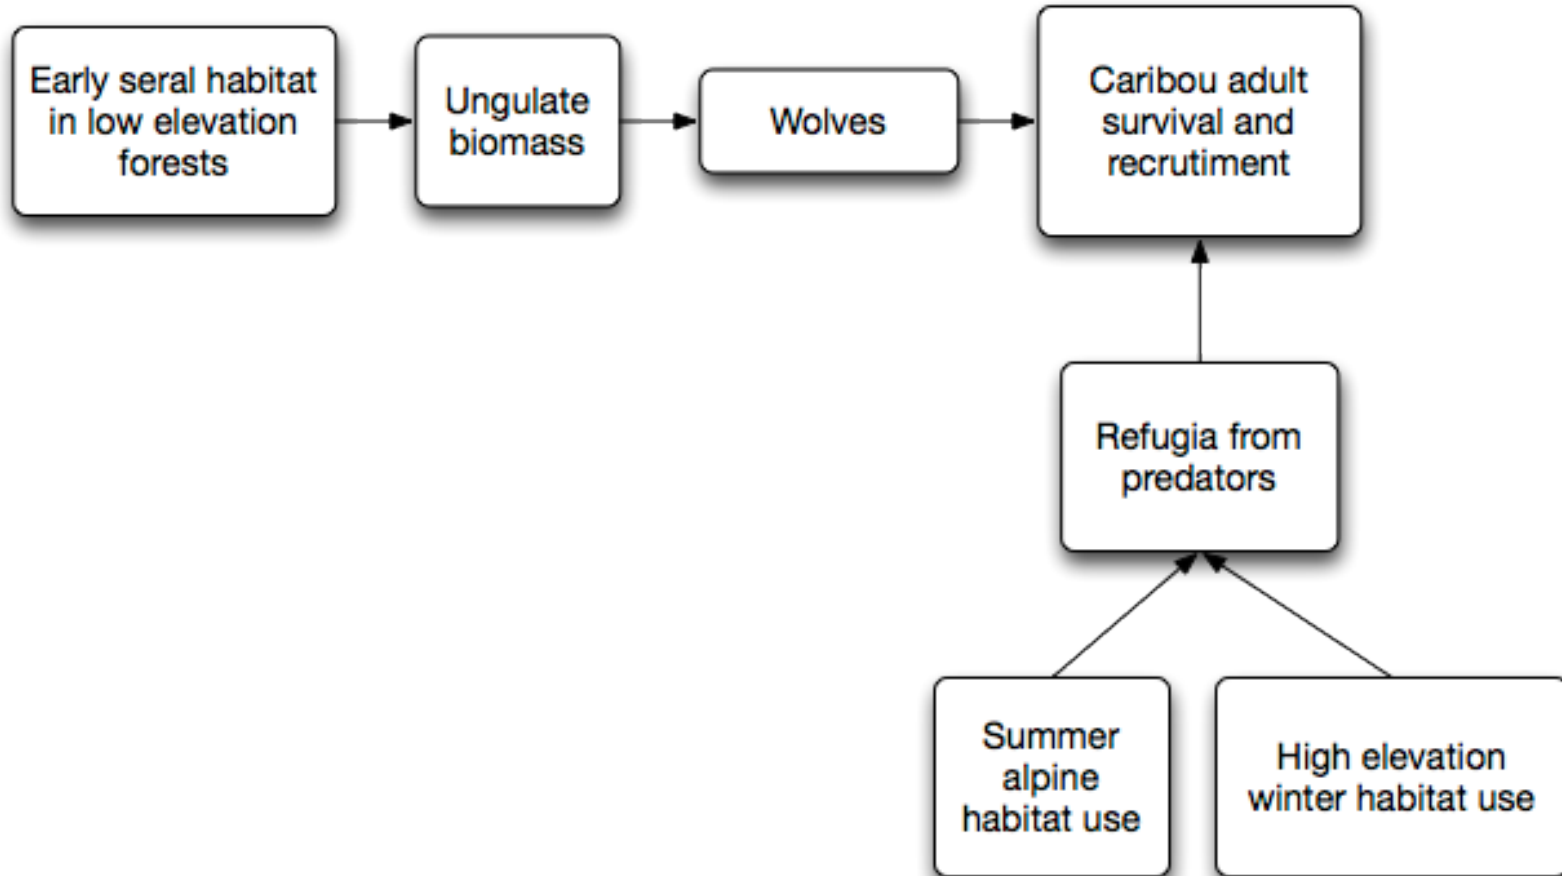 Early seral habitat
in low elevation
forests
Ungulate
biomass
Wolves
Caribou adult
survival and
recrutiment
Refugia from
predators
Summer
alpine
habitat use
High elevation
winter habitat use